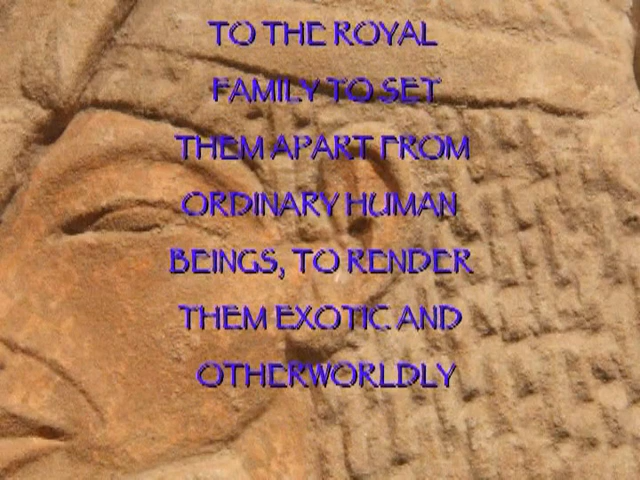 TO THE ROYAL
FAMILY TO SET
THEM APART FROM
ORDINARY HUMAN
BEINGS, TO RENDER
THEM EXOTIC AND
OTHERWORLDLY